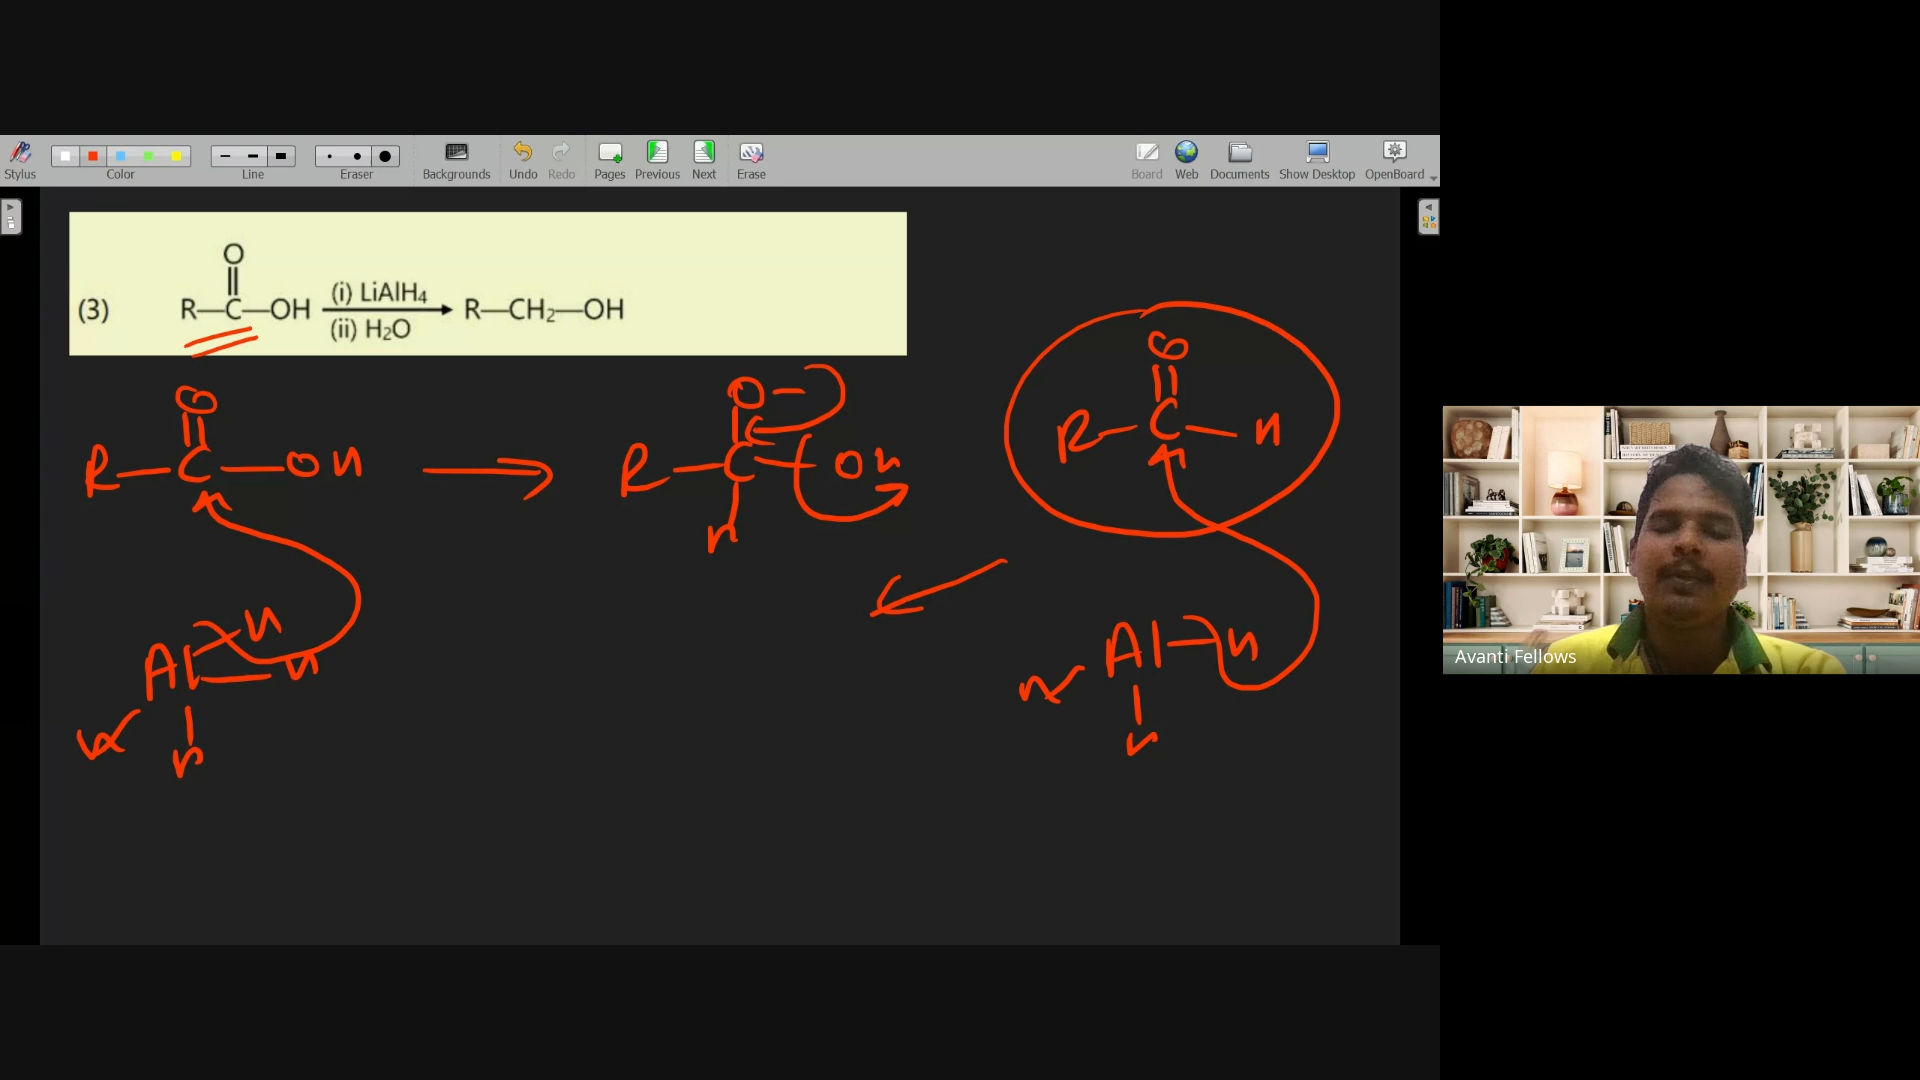 Stylus Color Line Eraser Backgrounds Undo Redo Pages Previous Next Erase Board Web Documents Show Desktop OpenBoard
O
||
(3) R—C—OH (i) LiAlH₄ R—CH₂—OH
(ii) H₂O
O
||
R—C—OH
O−
R—C—OH
H
O
||
R—C—H
Al H
H
H
Al—H
H
Avanti Fellows